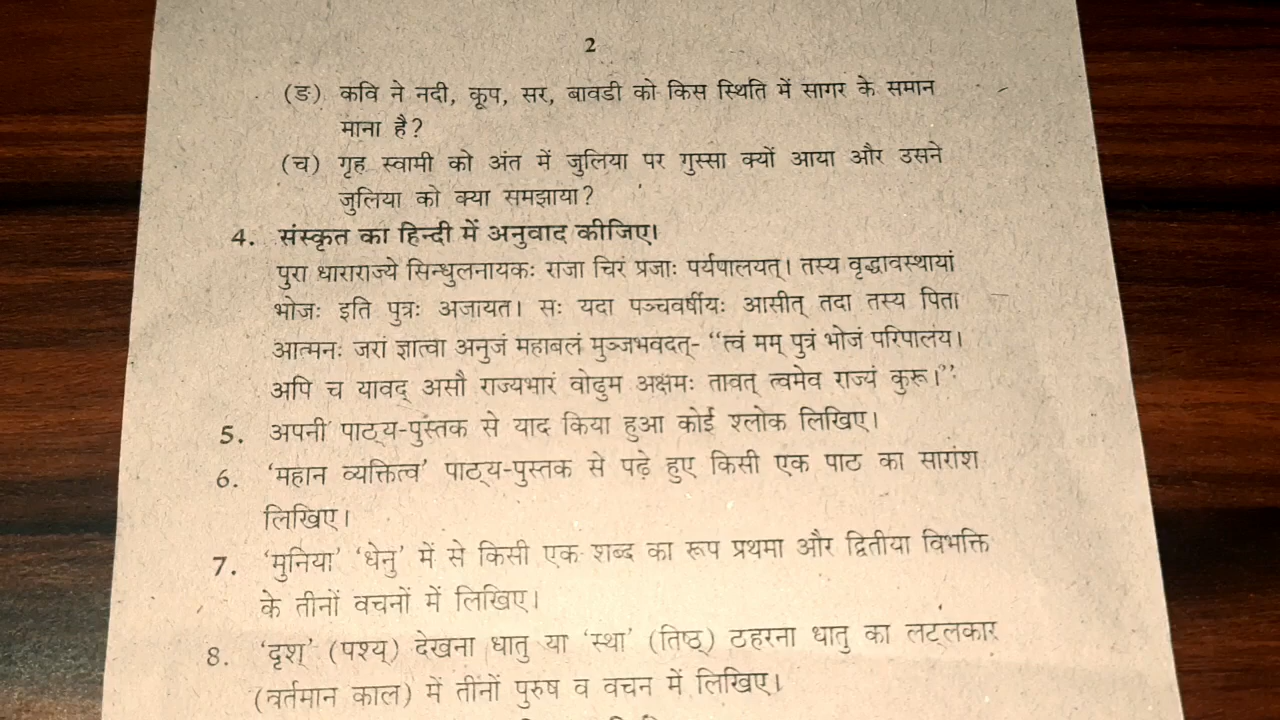 2
(ङ) कवि ने नदी, कूप, सर, बावडी को किस स्थिति में सागर के समान
माना है?
(च) गृह स्वामी को अंत में जुलिया पर गुस्सा क्यों आया और उसने
जुलिया को क्या समझाया?
4. संस्कृत का हिन्दी में अनुवाद कीजिए।
पुरा धाराराज्ये सिन्धुलनायकः राजा चिरं प्रजाः पर्यपालयत्। तस्य वृद्धावस्थायां
भोजः इति पुत्रः अजायत। सः यदा पञ्चवर्षीयः आसीत् तदा तस्य पिता
आत्मनः जरां ज्ञात्वा अनुजं महाबलं मुञ्जभवदत्- “त्वं मम् पुत्रं भोजं परिपालय।
अपि च यावद् असौ राज्यभारं वोढुम अक्षमः तावत् त्वमेव राज्यं कुरू।”
5. अपनी पाठ्य-पुस्तक से याद किया हुआ कोई श्लोक लिखिए।
6. ‘महान व्यक्तित्व’ पाठ्य-पुस्तक से पढ़े हुए किसी एक पाठ का सारांश
लिखिए।
7. ‘मुनिया’ ‘धेनु’ में से किसी एक शब्द का रूप प्रथमा और द्वितीया विभक्ति
के तीनों वचनों में लिखिए।
8. ‘दृश्’ (पश्य्) देखना धातु या ‘स्था’ (तिष्ठ्) ठहरना धातु का लट्लकार
(वर्तमान काल) में तीनों पुरुष व वचन में लिखिए।